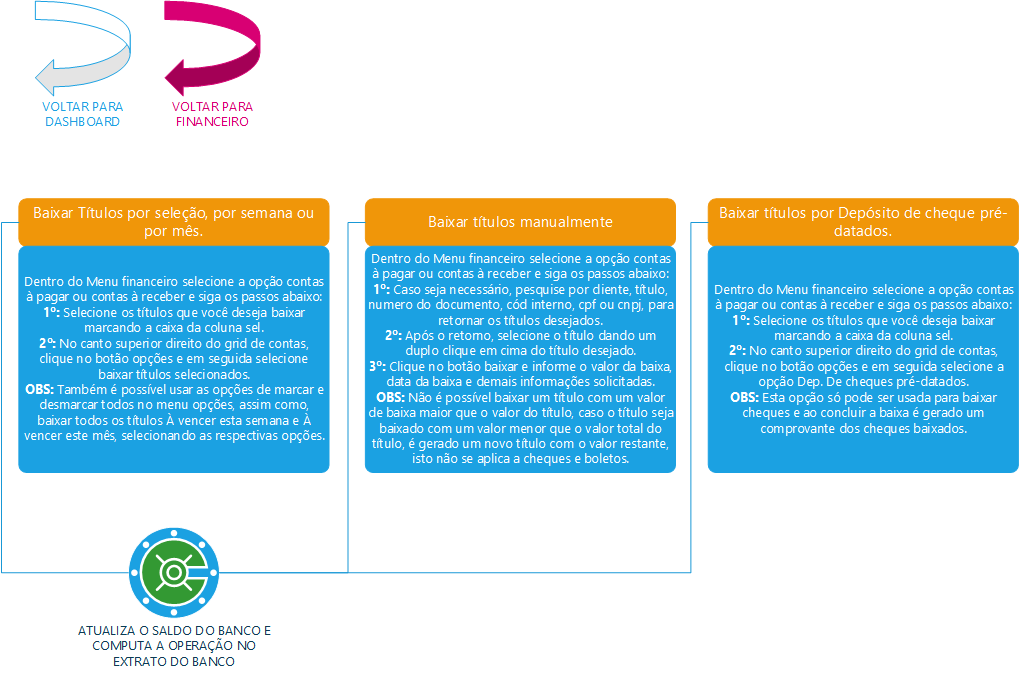 VOLTAR PARA
DASHBOARD
VOLTAR PARA
FINANCEIRO
Baixar Títulos por seleção, por semana ou
por mês.
Dentro do Menu financeiro selecione a opção contas
à pagar ou contas à receber e siga os passos abaixo:
1º: Selecione os títulos que você deseja baixar
marcando a caixa da coluna sel.
2º: No canto superior direito do grid de contas,
clique no botão opções e em seguida selecione
baixar títulos selecionados.
OBS: Também é possível usar as opções de marcar e
desmarcar todos no menu opções, assim como,
baixar todos os títulos À vencer esta semana e À
vencer este mês, selecionando as respectivas opções.
Baixar títulos manualmente
Dentro do Menu financeiro selecione a opção contas
à pagar ou contas à receber e siga os passos abaixo:
1º: Caso seja necessário, pesquise por cliente, título,
numero do documento, cód interno, cpf ou cnpj, para
retornar os títulos desejados.
2º: Após o retorno, selecione o título dando um
duplo clique em cima do título desejado.
3º: Clique no botão baixar e informe o valor da baixa,
data da baixa e demais informações solicitadas.
OBS: Não é possível baixar um título com um valor
de baixa maior que o valor do título, caso o título seja
baixado com um valor menor que o valor total do
título, é gerado um novo título com o valor restante,
isto não se aplica a cheques e boletos.
Baixar títulos por Depósito de cheque pré-
datados.
Dentro do Menu financeiro selecione a opção contas
à pagar ou contas à receber e siga os passos abaixo:
1º: Selecione os títulos que você deseja baixar
marcando a caixa da coluna sel.
2º: No canto superior direito do grid de contas,
clique no botão opções e em seguida selecione a
opção Dep. De cheques pré-datados.
OBS: Esta opção só pode ser usada para baixar
cheques e ao concluir a baixa é gerado um
comprovante dos cheques baixados.
ATUALIZA O SALDO DO BANCO E
COMPUTA A OPERAÇÃO NO
EXTRATO DO BANCO